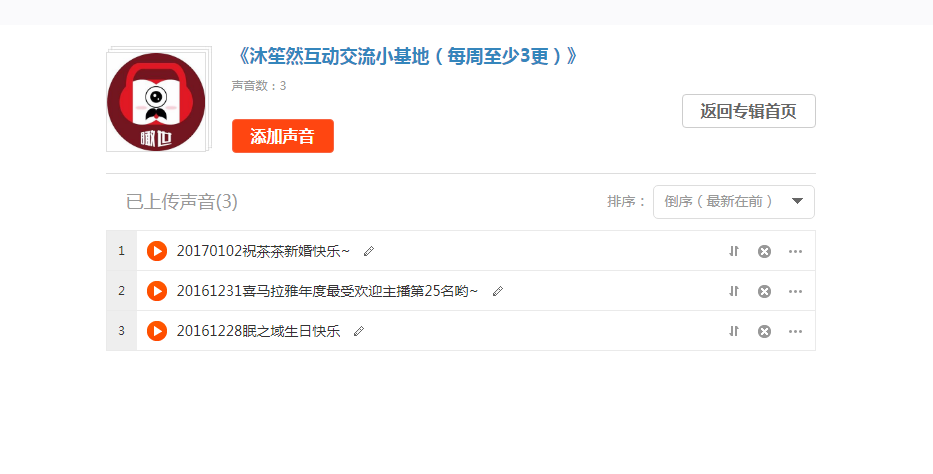 《沐笙然互动交流小基地（每周至少3更）》
声音数：3
返回专辑首页
添加声音
瞰世
已上传声音(3)
排序：
倒序（最新在前）
1 20170102祝茶茶新婚快乐~
2 20161231喜马拉雅年度最受欢迎主播第25名哟~
3 20161228眠之域生日快乐